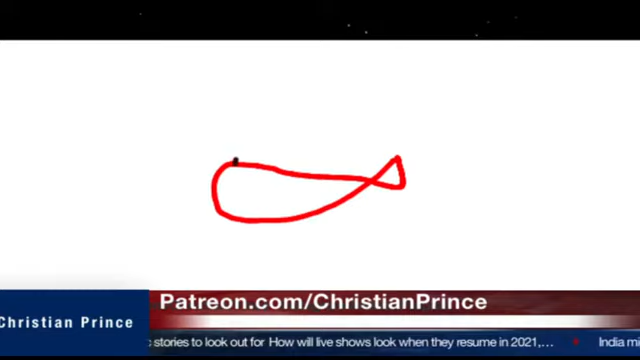 Patreon.com/ChristianPrince
Christian Prince
stories to look out for How will live shows look when they resume in 2021,... India